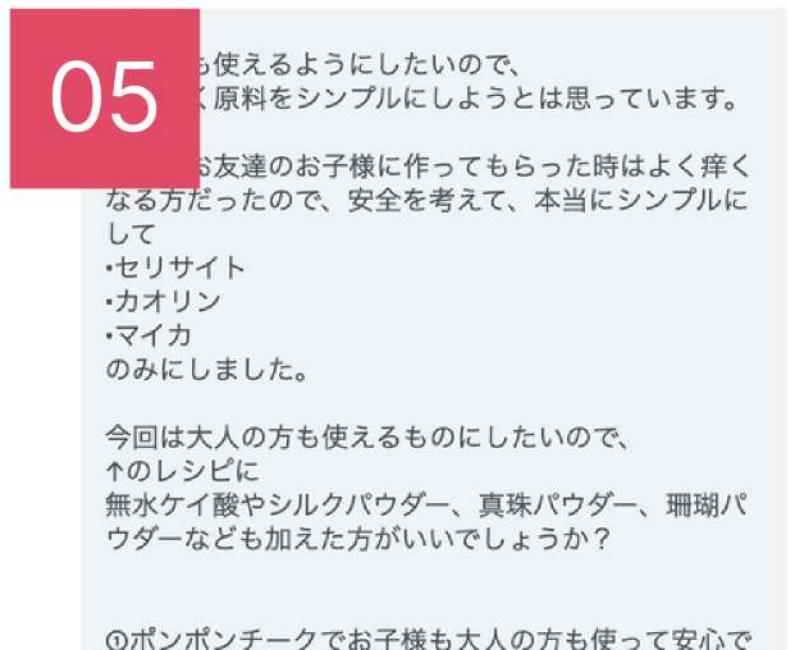 05
も使えるようにしたいので、
く原料をシンプルにしようとは思っています。
お友達のお子様に作ってもらった時はよく痒く
なる方だったので、安全を考えて、本当にシンプルに
して
・セリサイト
・カオリン
・マイカ
のみにしました。
今回は大人の方も使えるものにしたいので、
↑のレシピに
無水ケイ酸やシルクパウダー、真珠パウダー、珊瑚パ
ウダーなども加えた方がいいでしょうか？
①ポンポンチークでお子様も大人の方も使って安心で